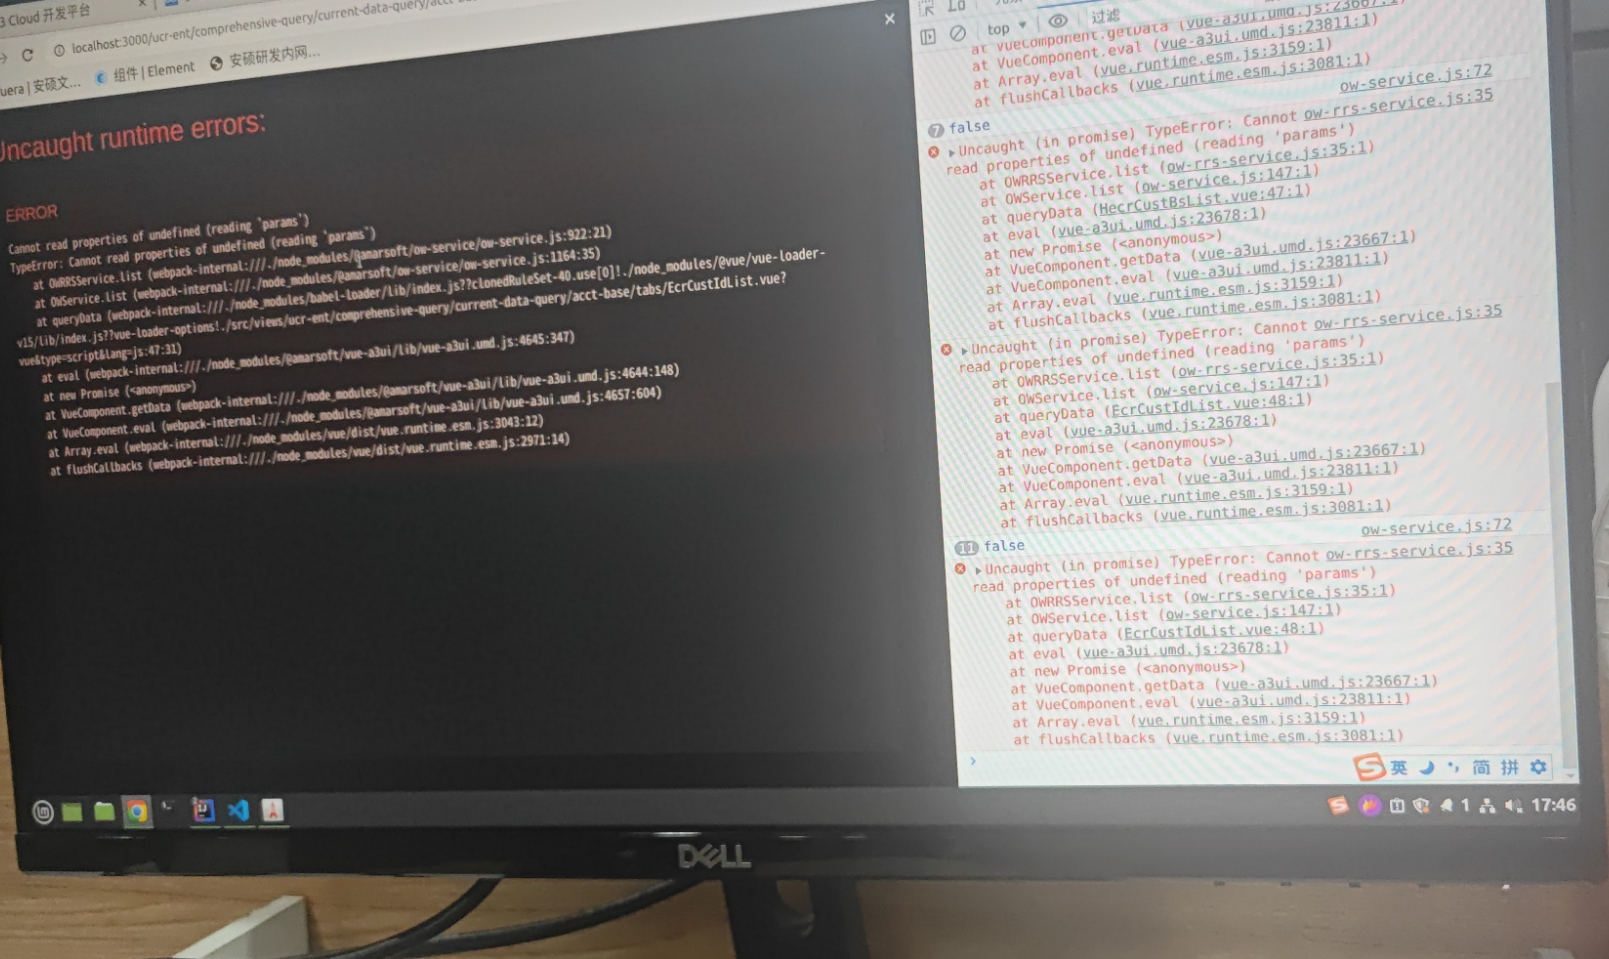 3 Cloud 开发平台
localhost:3000/ucr-ent/comprehensive-query/current-data-query/acct
uera | 安硕文...
组件 | Element
安硕研发内网...
Uncaught runtime errors:
ERROR
Cannot read properties of undefined (reading 'params')
TypeError: Cannot read properties of undefined (reading 'params')
at OWRRSService.list (webpack-internal:///./node_modules/@amarsoft/ow-service/ow-service.js:922:21)
at OWService.list (webpack-internal:///./node_modules/@amarsoft/ow-service/ow-service.js:1164:35)
at queryData (webpack-internal:///./node_modules/babel-loader/lib/index.js??clonedRuleSet-40.use[0]!./node_modules/@vue/vue-loader-
v15/lib/index.js??vue-loader-options!./src/views/ucr-ent/comprehensive-query/current-data-query/acct-base/tabs/EcrCustIdList.vue?
vue&type=script&lang=js:47:31)
at eval (webpack-internal:///./node_modules/@amarsoft/vue-a3ui/lib/vue-a3ui.umd.js:4645:347)
at new Promise (<anonymous>)
at VueComponent.getData (webpack-internal:///./node_modules/@amarsoft/vue-a3ui/lib/vue-a3ui.umd.js:4644:148)
at VueComponent.eval (webpack-internal:///./node_modules/@amarsoft/vue-a3ui/lib/vue-a3ui.umd.js:4657:604)
at Array.eval (webpack-internal:///./node_modules/vue/dist/vue.runtime.esm.js:3043:12)
at flushCallbacks (webpack-internal:///./node_modules/vue/dist/vue.runtime.esm.js:2971:14)
top
过滤
at VueComponent.getData (vue-a3ui.umd.js:23667:1)
at VueComponent.eval (vue-a3ui.umd.js:23811:1)
at Array.eval (vue.runtime.esm.js:3159:1)
at flushCallbacks (vue.runtime.esm.js:3081:1)
ow-service.js:72
7 false
Uncaught (in promise) TypeError: Cannot ow-rrs-service.js:35
read properties of undefined (reading 'params')
at OWRRSService.list (ow-rrs-service.js:35:1)
at OWService.list (ow-service.js:147:1)
at queryData (HecrCustBsList.vue:47:1)
at eval (vue-a3ui.umd.js:23678:1)
at new Promise (<anonymous>)
at VueComponent.getData (vue-a3ui.umd.js:23667:1)
at VueComponent.eval (vue-a3ui.umd.js:23811:1)
at Array.eval (vue.runtime.esm.js:3159:1)
at flushCallbacks (vue.runtime.esm.js:3081:1)
Uncaught (in promise) TypeError: Cannot ow-rrs-service.js:35
read properties of undefined (reading 'params')
at OWRRSService.list (ow-rrs-service.js:35:1)
at OWService.list (ow-service.js:147:1)
at queryData (EcrCustIdList.vue:48:1)
at eval (vue-a3ui.umd.js:23678:1)
at new Promise (<anonymous>)
at VueComponent.getData (vue-a3ui.umd.js:23667:1)
at VueComponent.eval (vue-a3ui.umd.js:23811:1)
at Array.eval (vue.runtime.esm.js:3159:1)
at flushCallbacks (vue.runtime.esm.js:3081:1)
ow-service.js:72
11 false
Uncaught (in promise) TypeError: Cannot ow-rrs-service.js:35
read properties of undefined (reading 'params')
at OWRRSService.list (ow-rrs-service.js:35:1)
at OWService.list (ow-service.js:147:1)
at queryData (EcrCustIdList.vue:48:1)
at eval (vue-a3ui.umd.js:23678:1)
at new Promise (<anonymous>)
at VueComponent.getData (vue-a3ui.umd.js:23667:1)
at VueComponent.eval (vue-a3ui.umd.js:23811:1)
at Array.eval (vue.runtime.esm.js:3159:1)
at flushCallbacks (vue.runtime.esm.js:3081:1)
英 简 拼
1 17:46
DELL